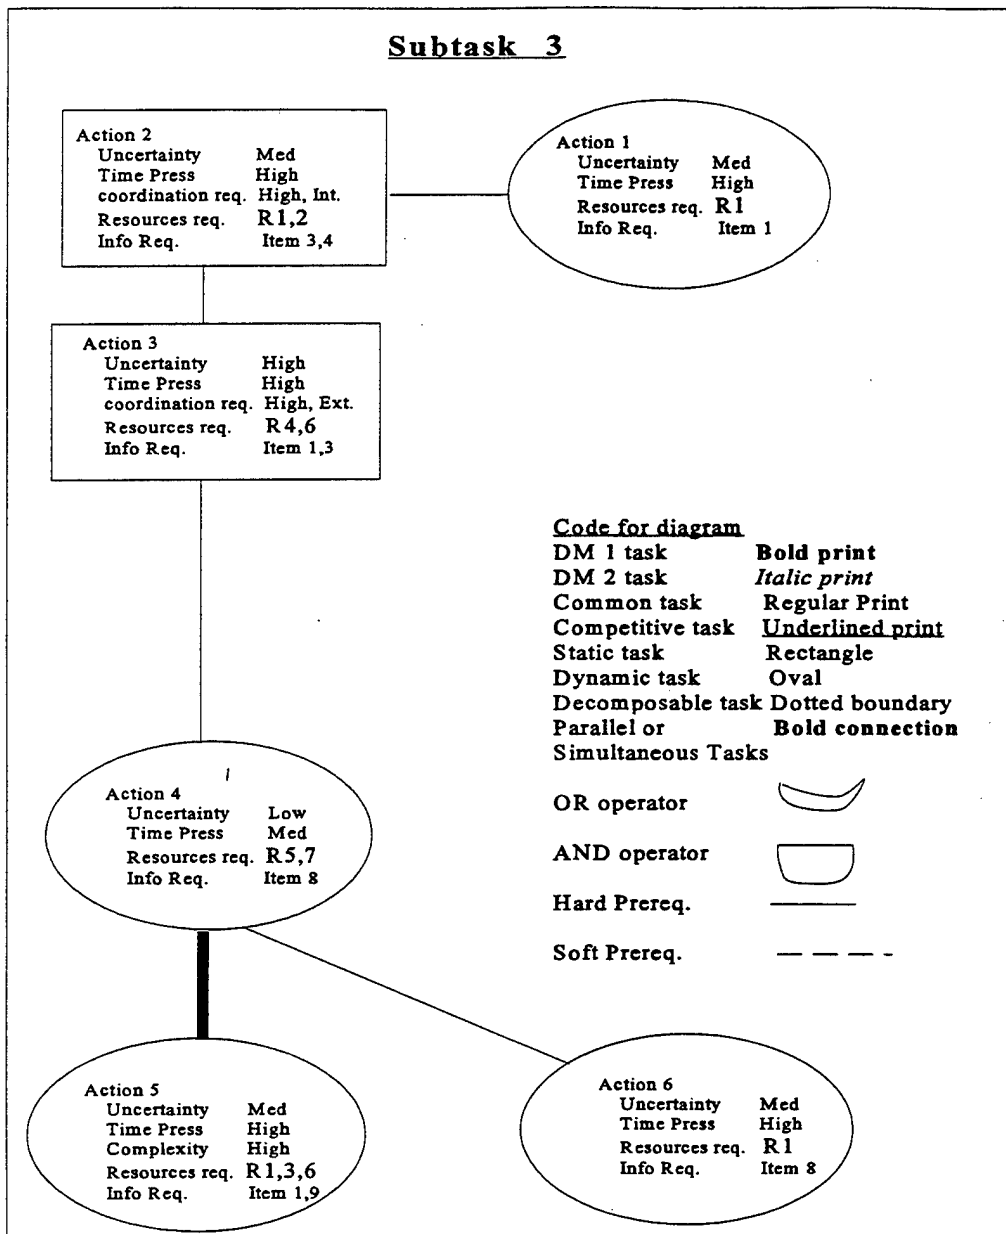 Subtask 3
Action 2
Uncertainty Med
Time Press High
coordination req. High, Int.
Resources req. R1,2
Info Req. Item 3,4
Action 1
Uncertainty Med
Time Press High
Resources req. R1
Info Req. Item 1
Action 3
Uncertainty High
Time Press High
coordination req. High, Ext.
Resources req. R4,6
Info Req. Item 1,3
Code for diagram
DM 1 task Bold print
DM 2 task Italic print
Common task Regular Print
Competitive task Underlined print
Static task Rectangle
Dynamic task Oval
Decomposable task Dotted boundary
Parallel or Bold connection
Simultaneous Tasks
OR operator
AND operator
Hard Prereq.
Soft Prereq.
Action 4
Uncertainty Low
Time Press Med
Resources req. R5,7
Info Req. Item 8
Action 5
Uncertainty Med
Time Press High
Complexity High
Resources req. R1,3,6
Info Req. Item 1,9
Action 6
Uncertainty Med
Time Press High
Resources req. R1
Info Req. Item 8